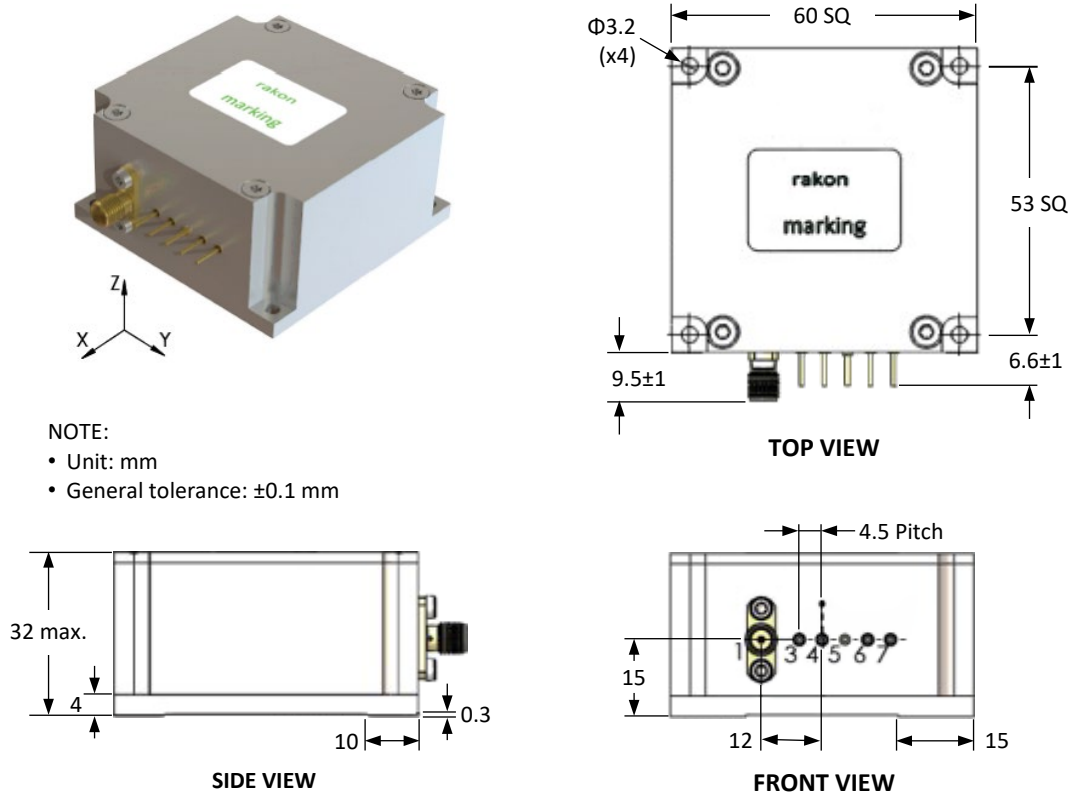 rakon
marking
Z
X
Y
NOTE:
• Unit: mm
• General tolerance: ±0.1 mm
60 SQ
Φ3.2
(x4)
rakon
marking
53 SQ
9.5±1
6.6±1
TOP VIEW
32 max.
4
10
0.3
SIDE VIEW
4.5 Pitch
1 3 4 5 6 7
15
12
15
FRONT VIEW